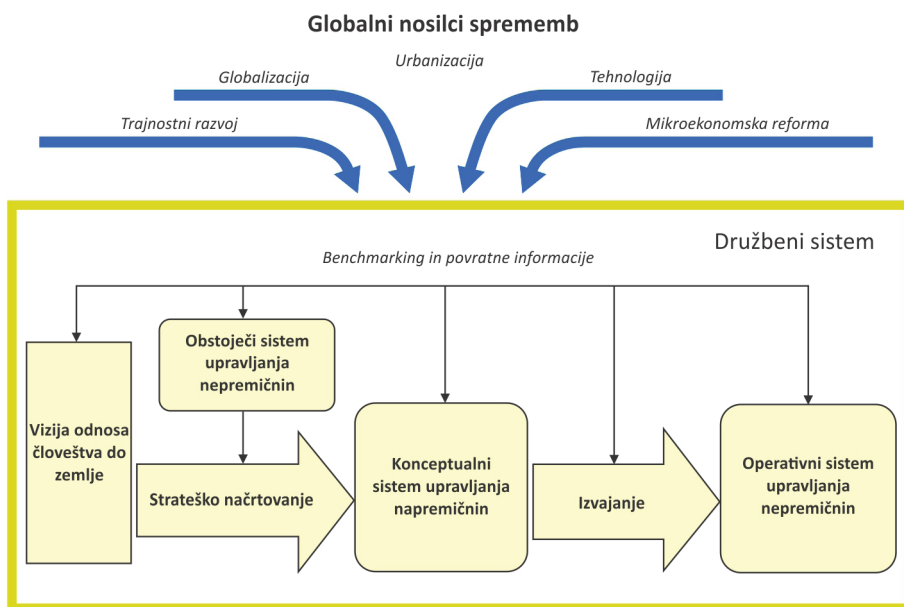 Globalni nosilci sprememb
Urbanizacija
Globalizacija
Tehnologija
Trajnostni razvoj
Mikroekonomska reforma
Družbeni sistem
Benchmarking in povratne informacije
Obstoječi sistem
upravljanja
nepremičnin
Vizija odnosa
človeštva do
zemlje
Strateško načrtovanje
Konceptualni
sistem upravljanja
napremičnin
Izvajanje
Operativni sistem
upravljanja
nepremičnin